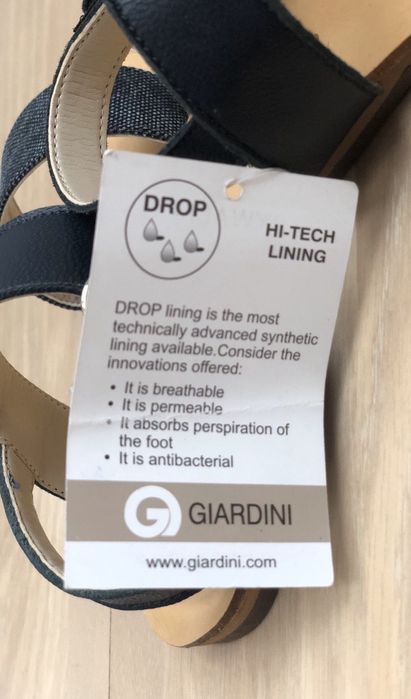 DROP
HI-TECH
LINING
DROP lining is the most
technically advanced synthetic
lining available.Consider the
innovations offered:
• It is breathable
• It is permeable
• It absorbs perspiration of
the foot
• It is antibacterial
G GIARDINI
www.giardini.com